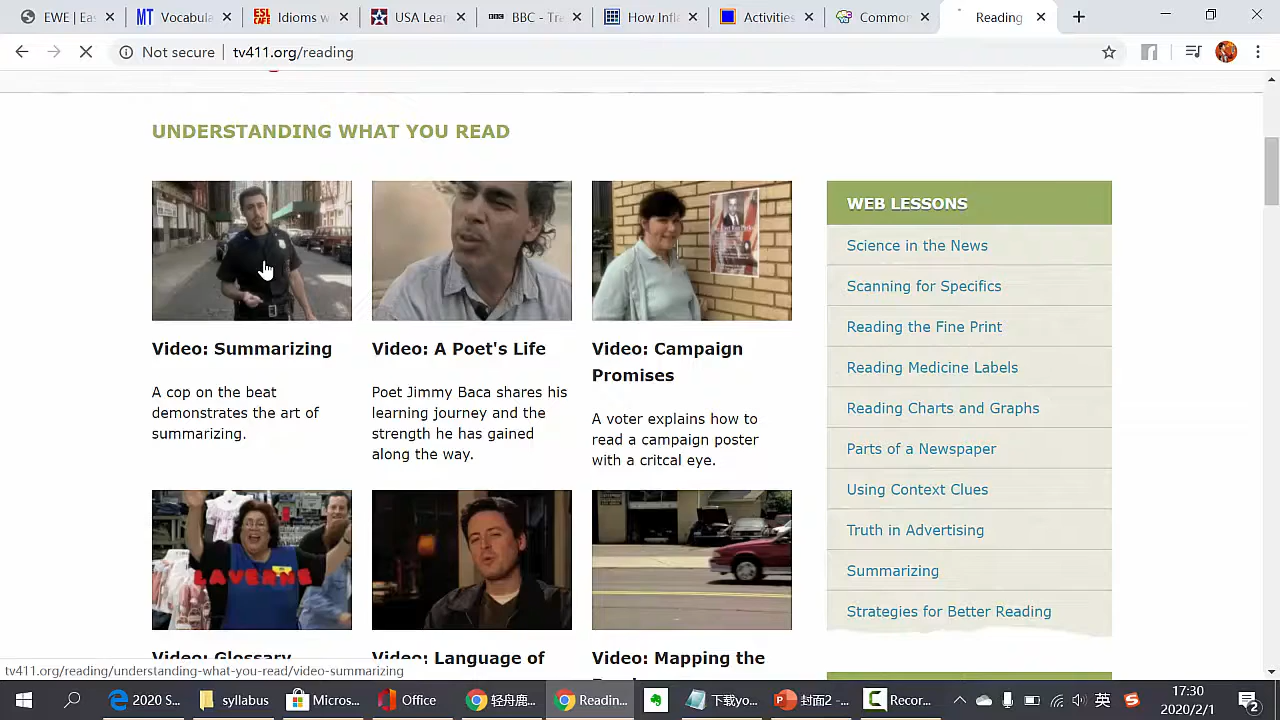 EWE | Eas
Vocabula
ESL CAFE Idioms w
USA Lear
BBC BBC - Tre
How Infle
Activities
Common
Reading
Not secure tv411.org/reading
UNDERSTANDING WHAT YOU READ
Video: Summarizing
A cop on the beat
demonstrates the art of
summarizing.
Video: A Poet's Life
Poet Jimmy Baca shares his
learning journey and the
strength he has gained
along the way.
Video: Campaign
Promises
A voter explains how to
read a campaign poster
with a critcal eye.
LAVERNE
Video: Glossary
Video: Language of
Video: Mapping the
WEB LESSONS
Science in the News
Scanning for Specifics
Reading the Fine Print
Reading Medicine Labels
Reading Charts and Graphs
Parts of a Newspaper
Using Context Clues
Truth in Advertising
Summarizing
Strategies for Better Reading
tv411.org/reading/understanding-what-you-read/video-summarizing
2020 S...
syllabus
Micros...
Office
轻舟鹿...
Readin...
下载yo...
封面2 -...
Recor...
英
17:30
2020/2/1
2